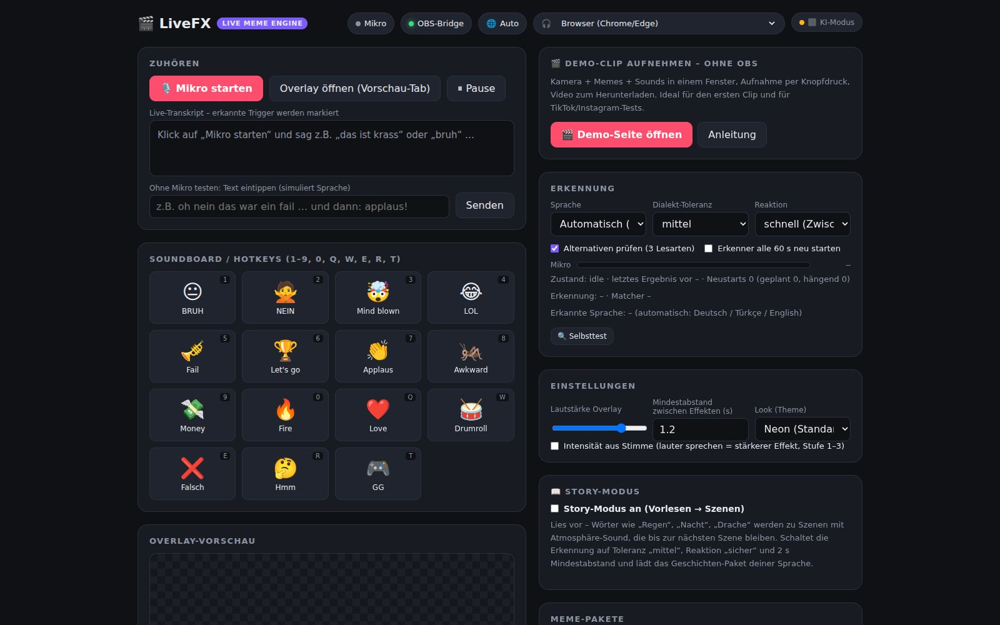 LiveFX
LIVE MEME ENGINE
Mikro
OBS-Bridge
Auto
Browser (Chrome/Edge)
KI-Modus
ZUHÖREN
Mikro starten
Overlay öffnen (Vorschau-Tab)
Pause
Live-Transkript – erkannte Trigger werden markiert
Klick auf „Mikro starten“ und sag z.B. „das ist krass“ oder „bruh“ …
Ohne Mikro testen: Text eintippen (simuliert Sprache)
z.B. oh nein das war ein fail … und dann: applaus!
Senden
SOUNDBOARD / HOTKEYS (1–9, 0, Q, W, E, R, T)
1
BRUH
2
NEIN
3
Mind blown
4
LOL
5
Fail
6
Let's go
7
Applaus
8
Awkward
9
Money
0
Fire
Q
Love
W
Drumroll
E
Falsch
R
Hmm
T
GG
OVERLAY-VORSCHAU
DEMO-CLIP AUFNEHMEN – OHNE OBS
Kamera + Memes + Sounds in einem Fenster, Aufnahme per Knopfdruck,
Video zum Herunterladen. Ideal für den ersten Clip und für
TikTok/Instagram-Tests.
Demo-Seite öffnen
Anleitung
ERKENNUNG
Sprache
Dialekt-Toleranz
Reaktion
Automatisch (
mittel
schnell (Zwisc
Alternativen prüfen (3 Lesarten)
Erkenner alle 60 s neu starten
Mikro
–
Zustand: idle · letztes Ergebnis vor – · Neustarts 0 (geplant 0, hängend 0)
Erkennung: – · Matcher –
Erkannte Sprache: – (automatisch: Deutsch / Türkçe / English)
Selbsttest
EINSTELLUNGEN
Lautstärke Overlay
Mindestabstand
zwischen Effekten (s)
Look (Theme)
1.2
Neon (Standar
Intensität aus Stimme (lauter sprechen = stärkerer Effekt, Stufe 1–3)
STORY-MODUS
Story-Modus an (Vorlesen → Szenen)
Lies vor – Wörter wie „Regen“, „Nacht“, „Drache“ werden zu Szenen mit
Atmosphäre-Sound, die bis zur nächsten Szene bleiben. Schaltet die
Erkennung auf Toleranz „mittel“, Reaktion „sicher“ und 2 s
Mindestabstand und lädt das Geschichten-Paket deiner Sprache.
MEME-PAKETE